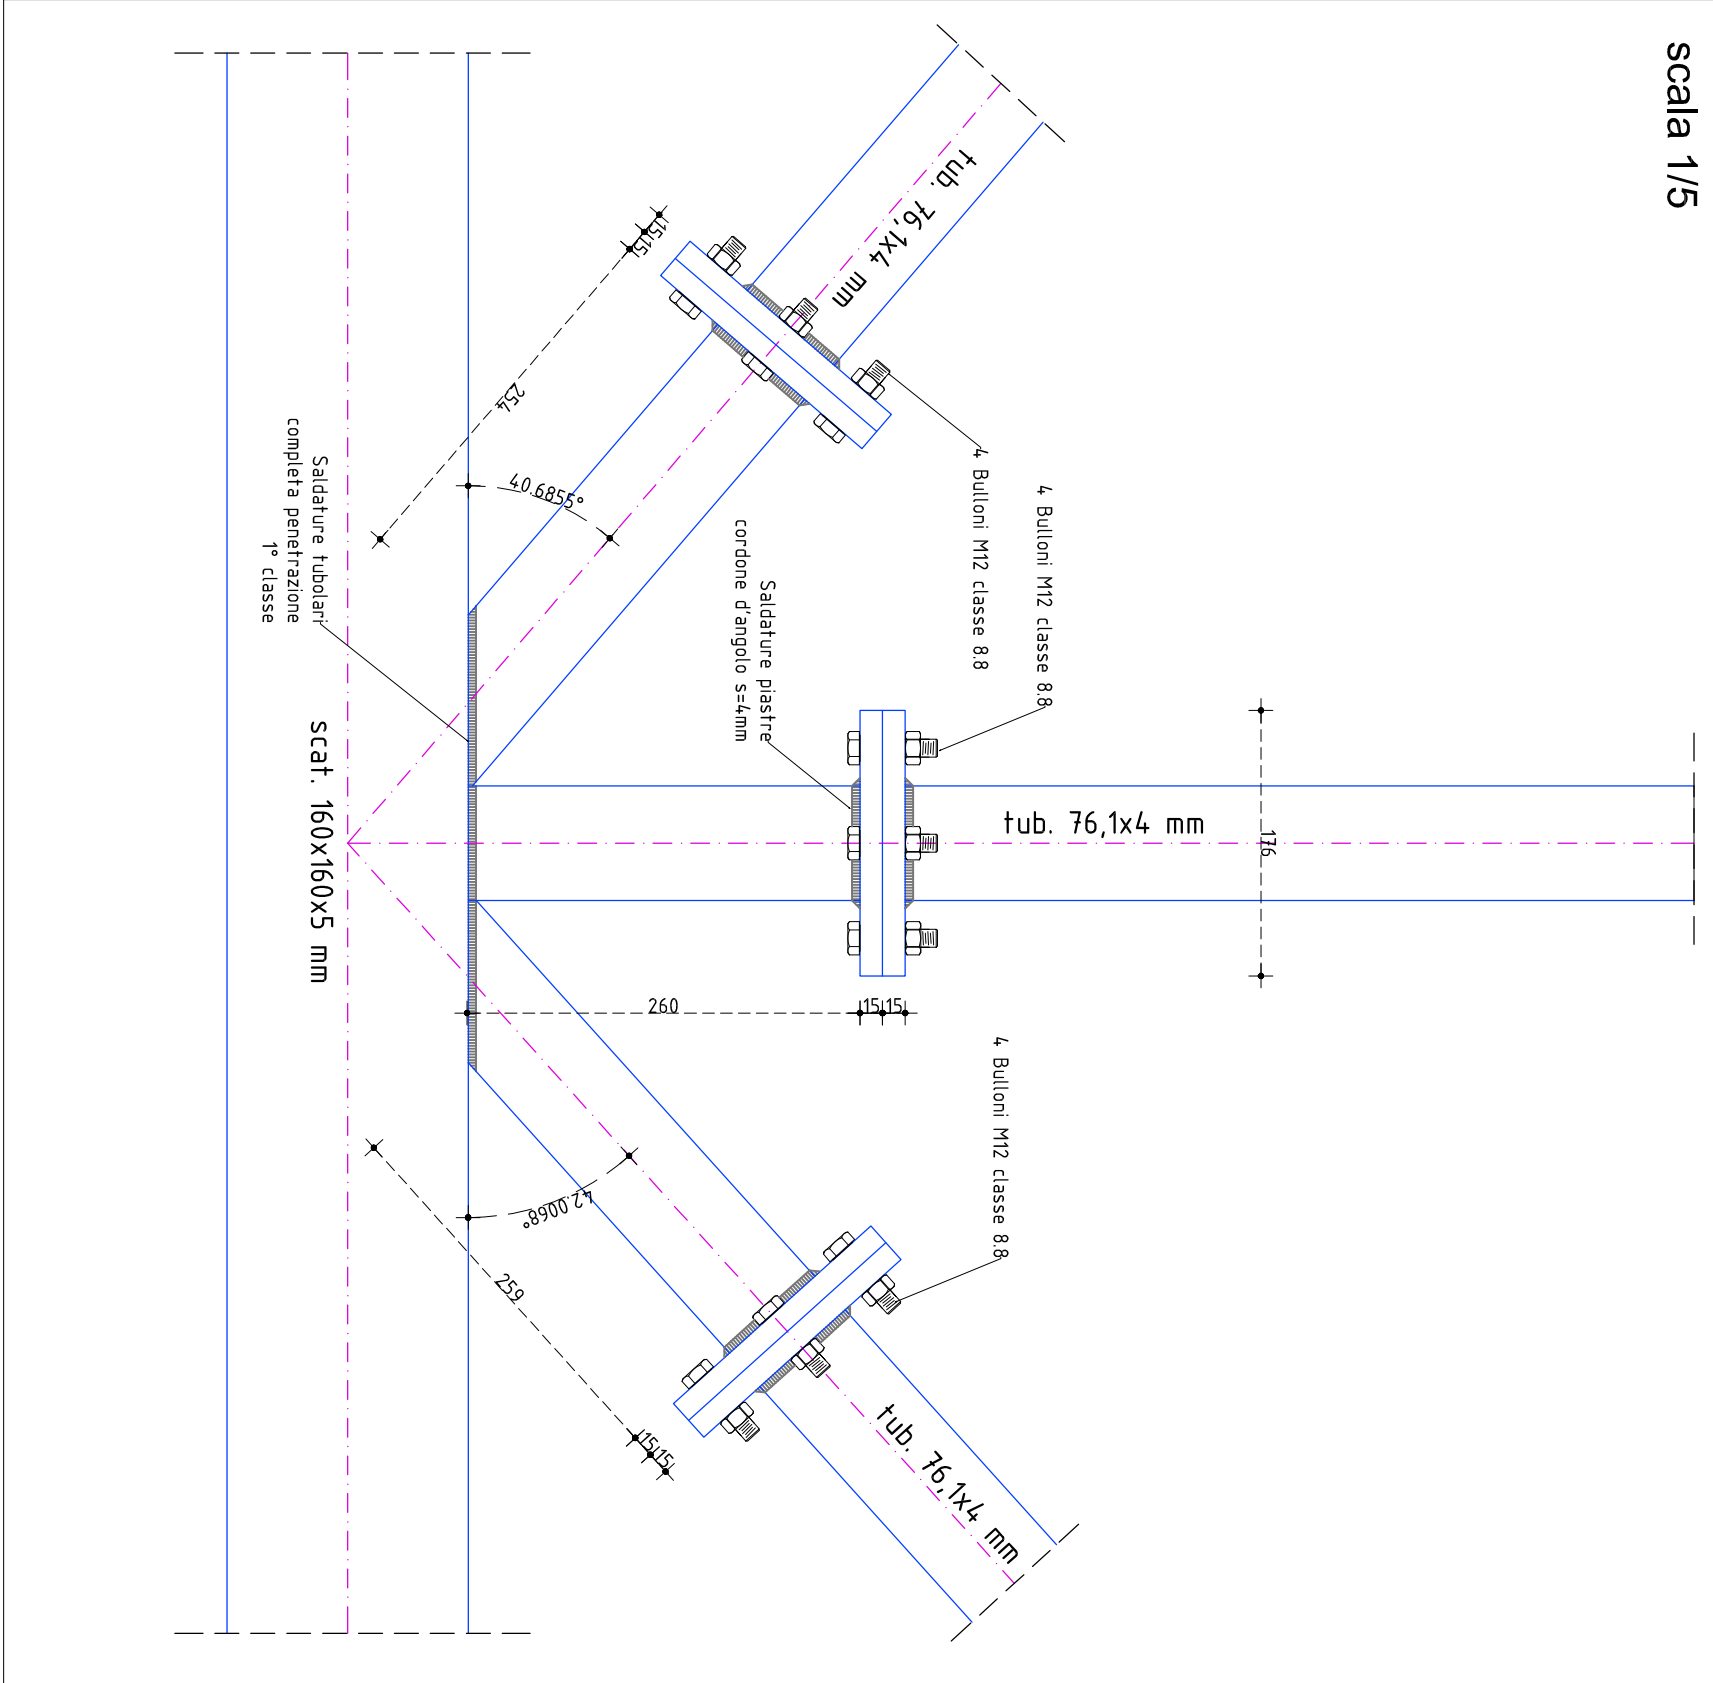 scala 1/5
tub. 76,1x4 mm
15
15
254
40.6855°
4 Bulloni M12 classe 8.8
4 Bulloni M12 classe 8.8
Saldature piastre
cordone d'angolo s=4mm
Saldature tubolari
completa penetrazione
1° classe
scat. 160x160x5 mm
tub. 76,1x4 mm
176
260
15
15
4 Bulloni M12 classe 8.8
42.0068°
259
15
15
tub. 76,1x4 mm